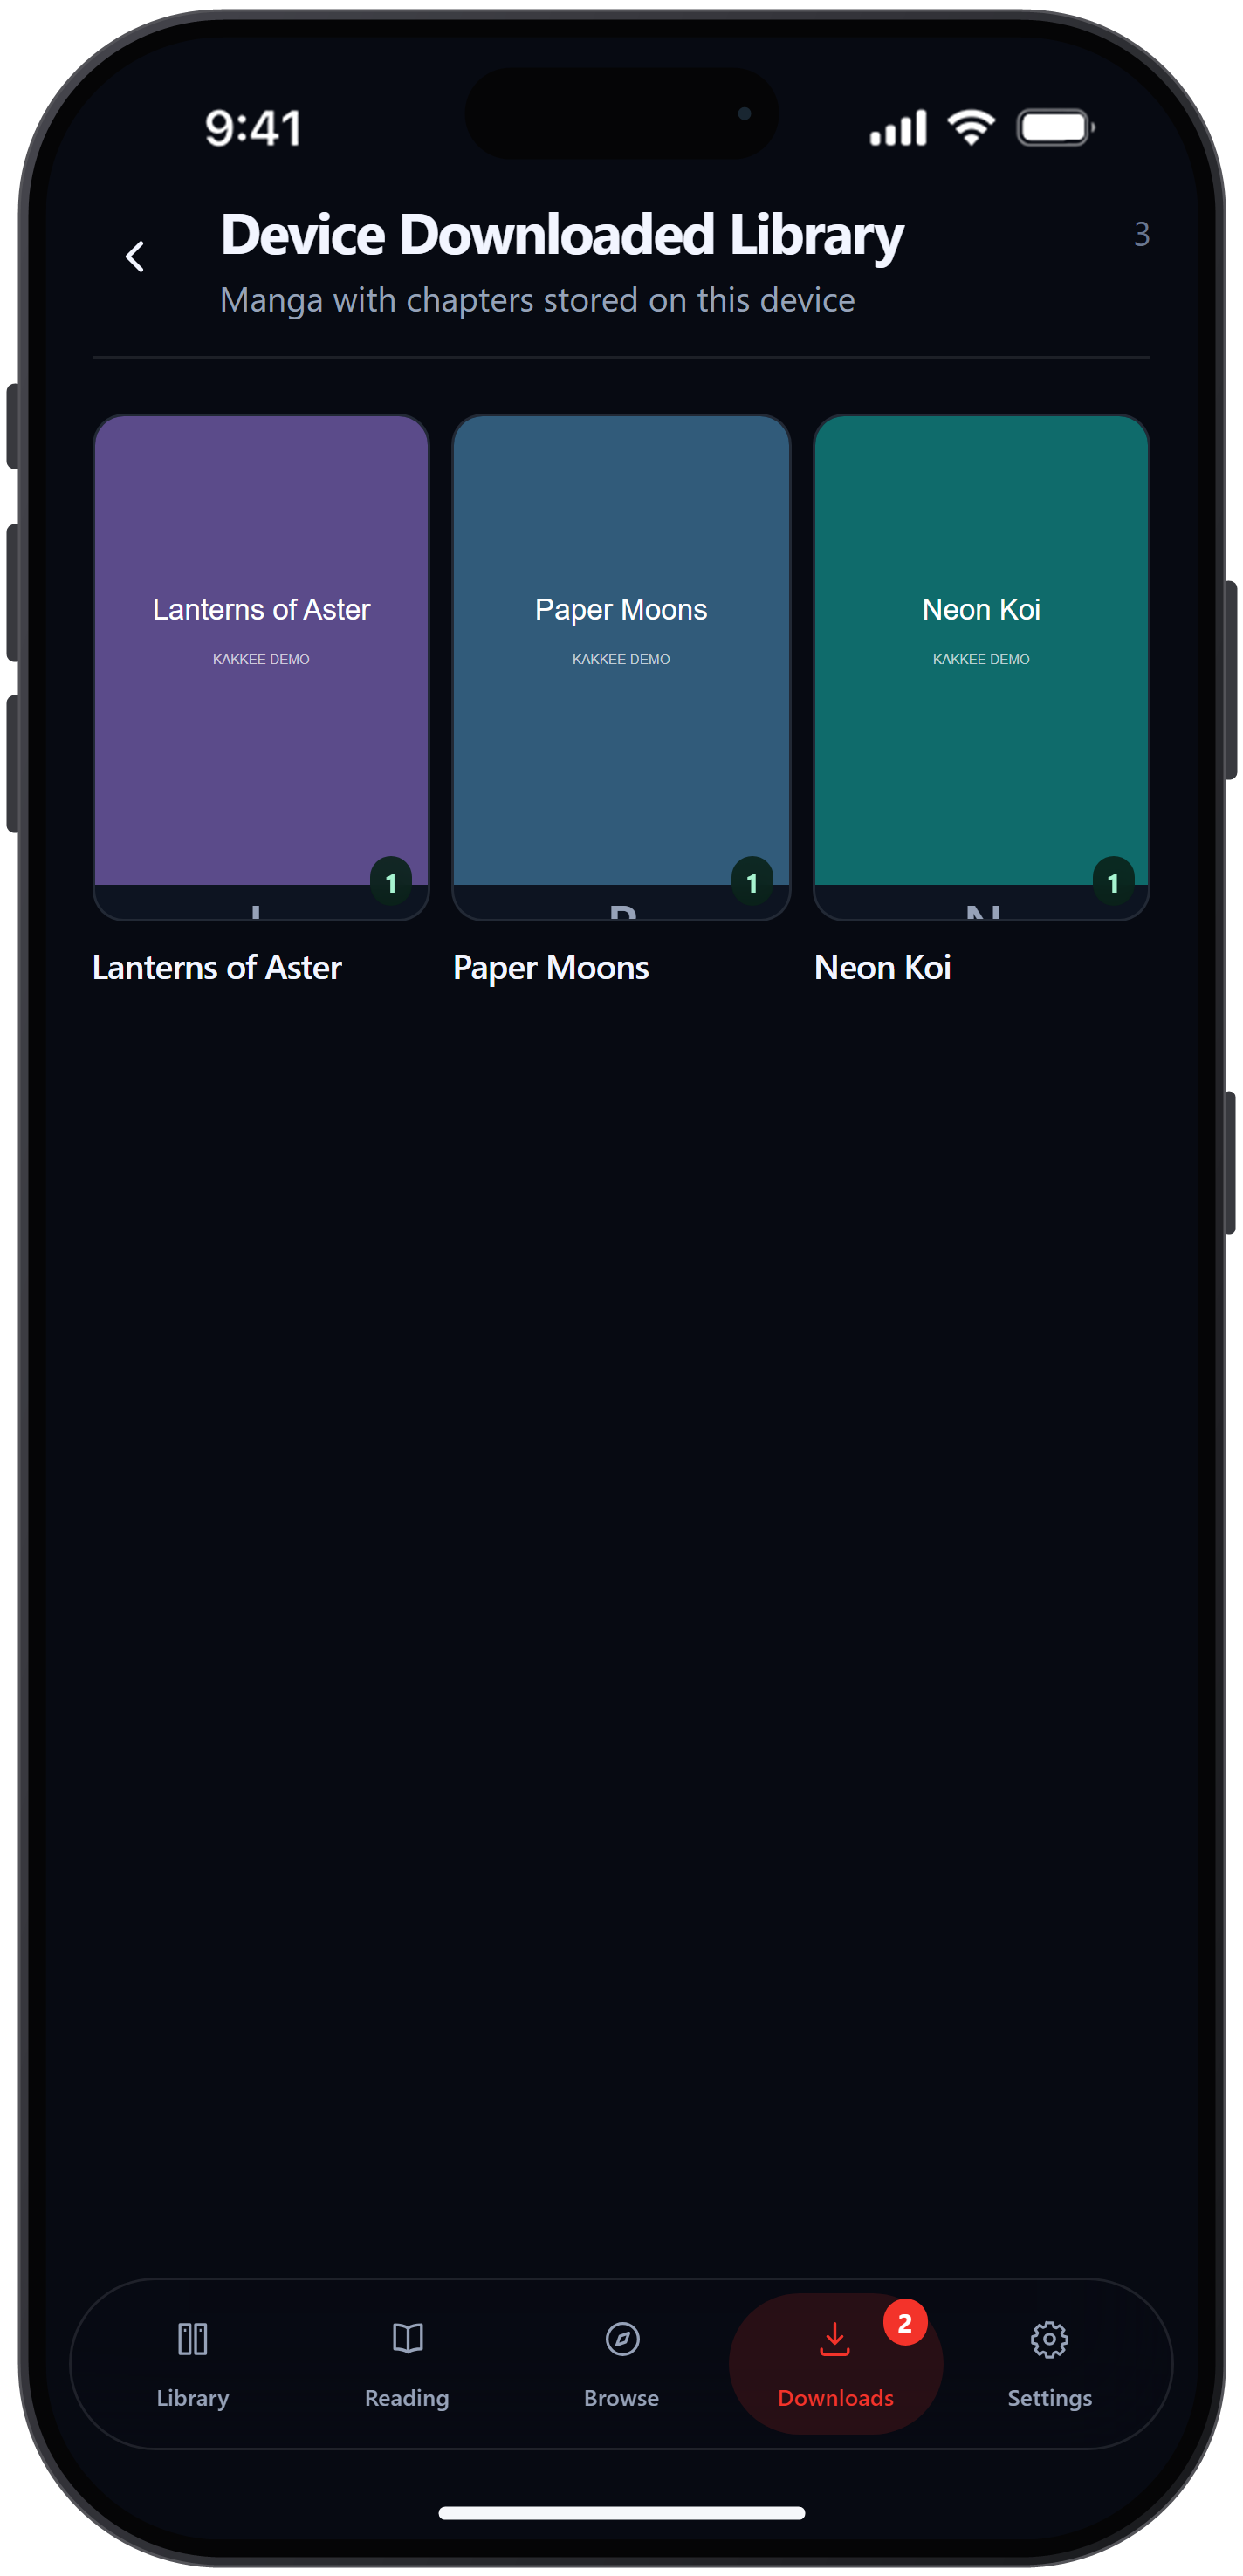 9:41
Device Downloaded Library
3
Manga with chapters stored on this device
Lanterns of Aster
KAKKEE DEMO
1
Paper Moons
KAKKEE DEMO
1
Neon Koi
KAKKEE DEMO
1
Lanterns of Aster
Paper Moons
Neon Koi
2
Library
Reading
Browse
Downloads
Settings